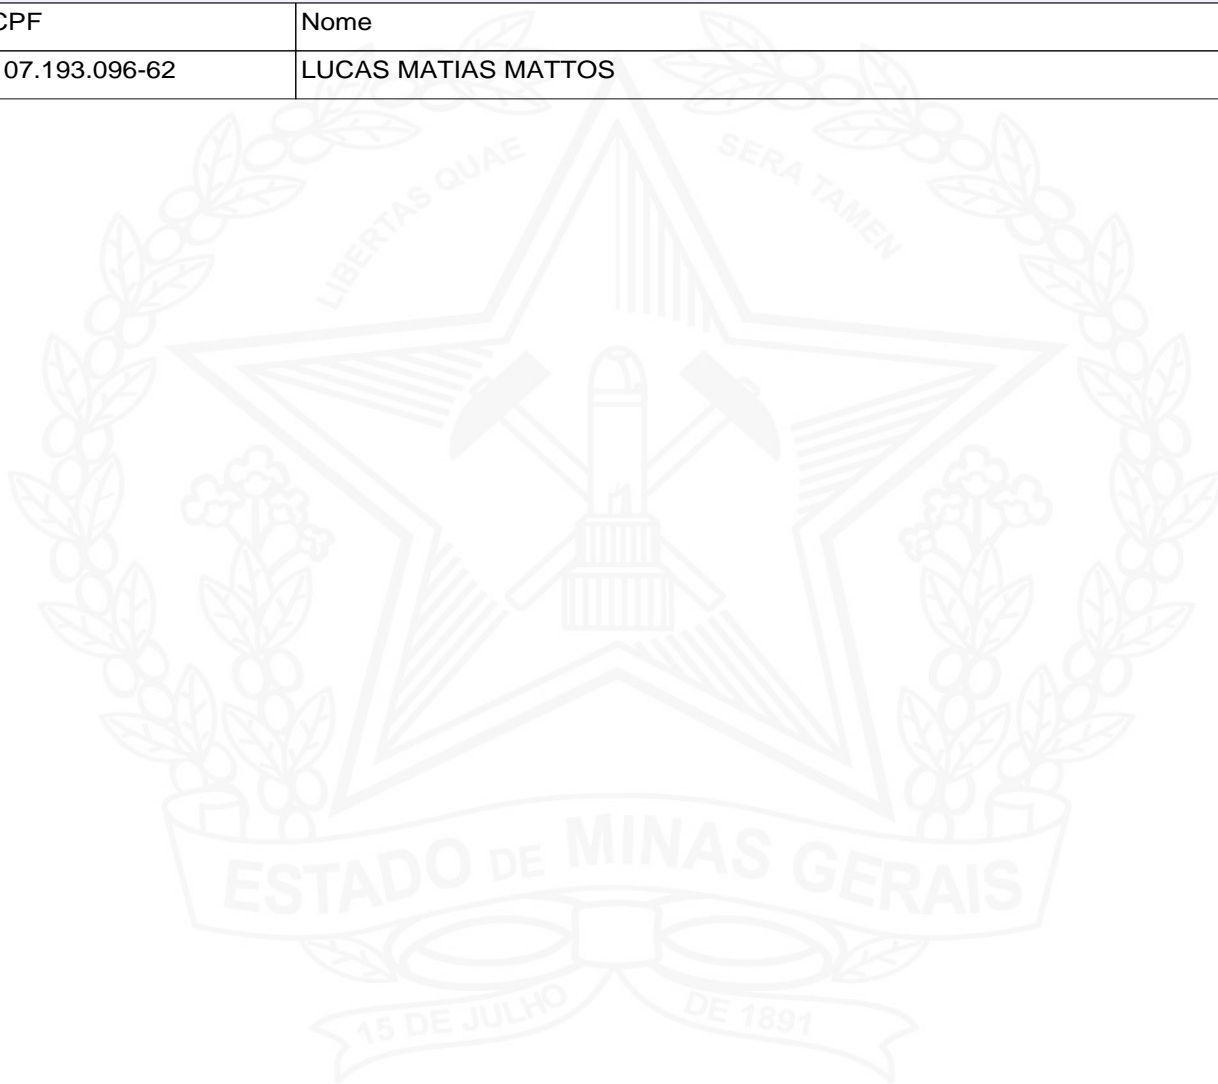 CPF Nome
07.193.096-62 LUCAS MATIAS MATTOS
LIBERTAS QUAE SERA TAMEN
ESTADO DE MINAS GERAIS
15 DE JULHO DE 1891